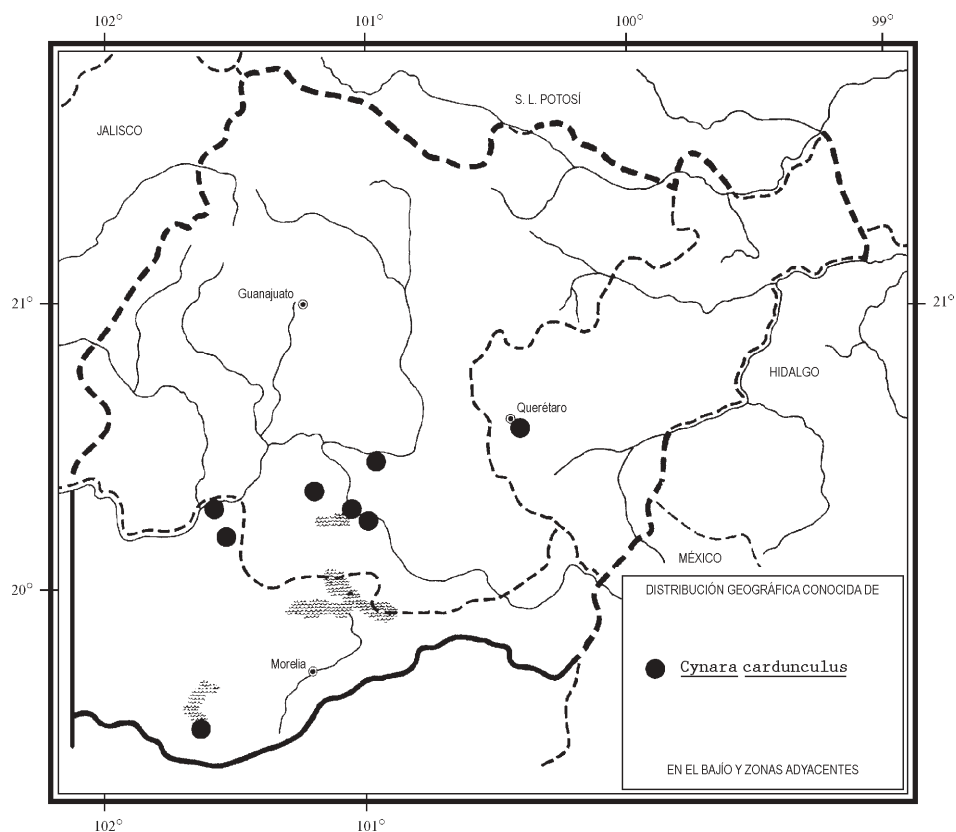 102° 101° 100° 99°
S. L. POTOSÍ
JALISCO
Guanajuato
21° 21°
HIDALGO
Querétaro
MÉXICO
20°
DISTRIBUCIÓN GEOGRÁFICA CONOCIDA DE
Cynara cardunculus
Morelia
EN EL BAJÍO Y ZONAS ADYACENTES
102° 101°